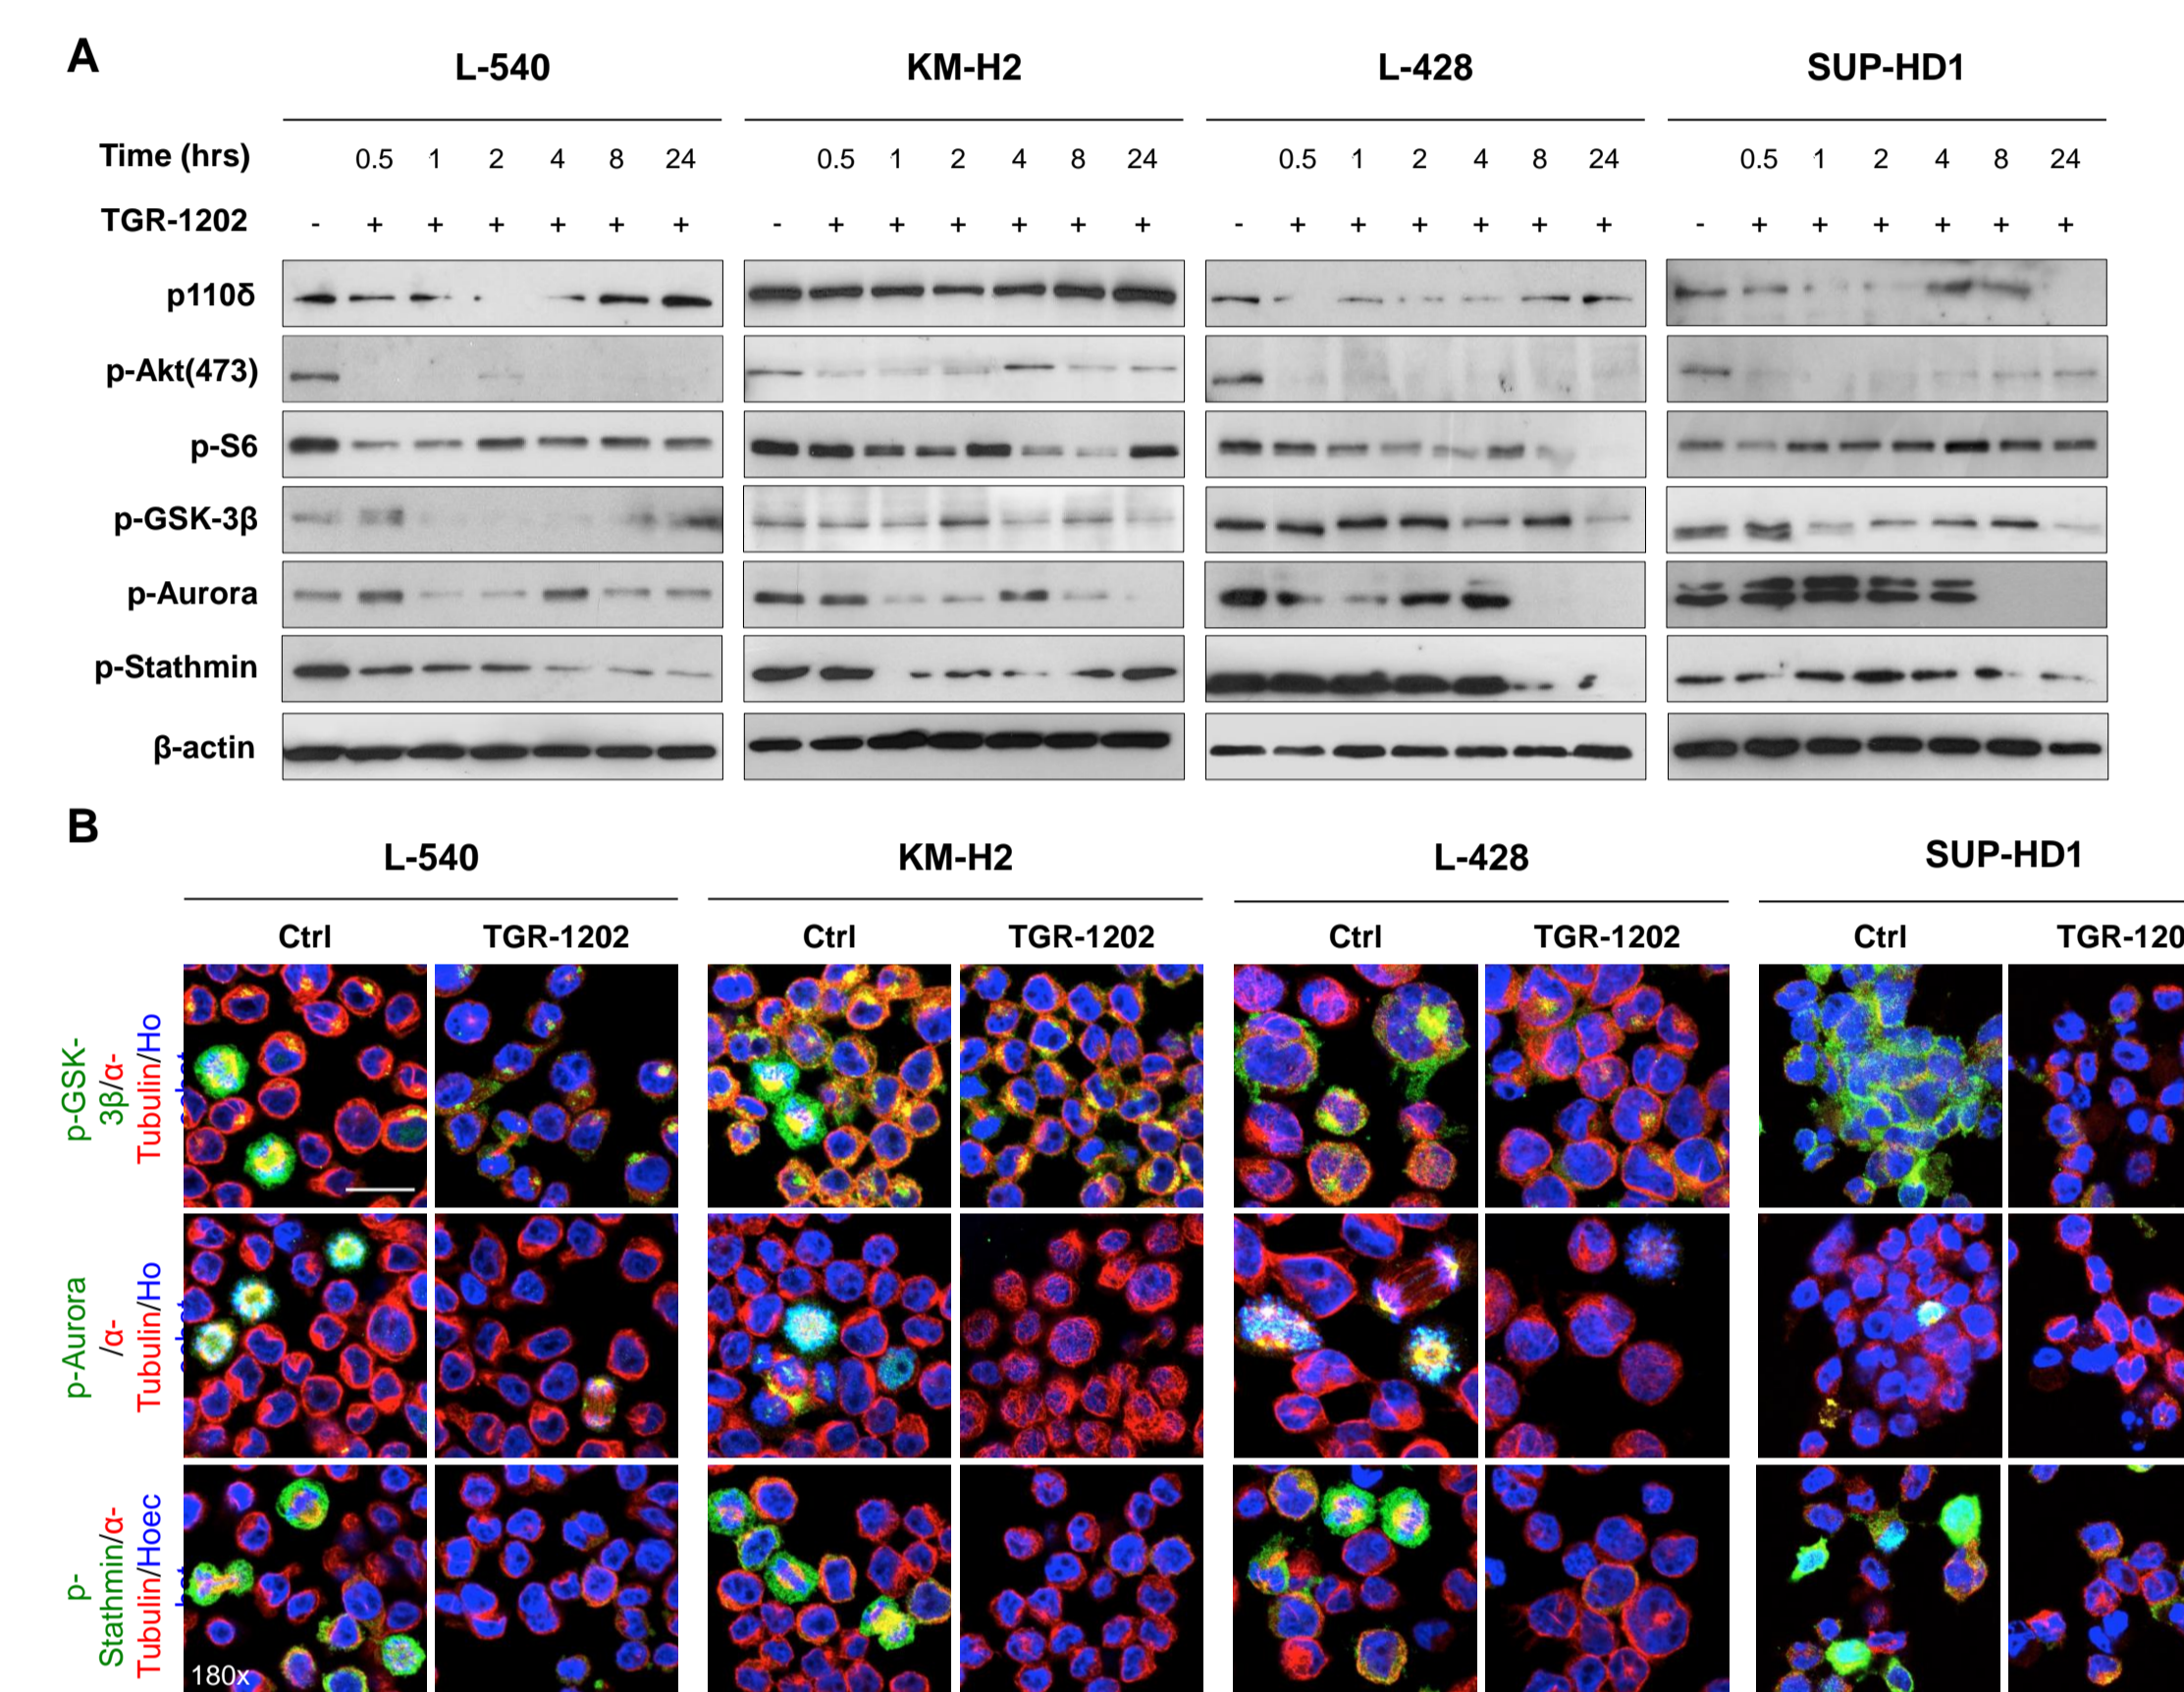 A
L-540 KM-H2 L-428 SUP-HD1
Time (hrs) 0.5 1 2 4 8 24 0.5 1 2 4 8 24 0.5 1 2 4 8 24 0.5 1 2 4 8 24
TGR-1202 - + + + + + + - + + + + + + - + + + + + + - + + + + + +
p110δ
p-Akt(473)
p-S6
p-GSK-3β
p-Aurora
p-Stathmin
β-actin
B
L-540 KM-H2 L-428 SUP-HD1
Ctrl TGR-1202 Ctrl TGR-1202 Ctrl TGR-1202 Ctrl TGR-120
p-GSK-
3β/α-
Tubulin/Ho
p-Aurora
/α-
Tubulin/Ho
p-
Stathmin/α-
Tubulin/Hoec
180x